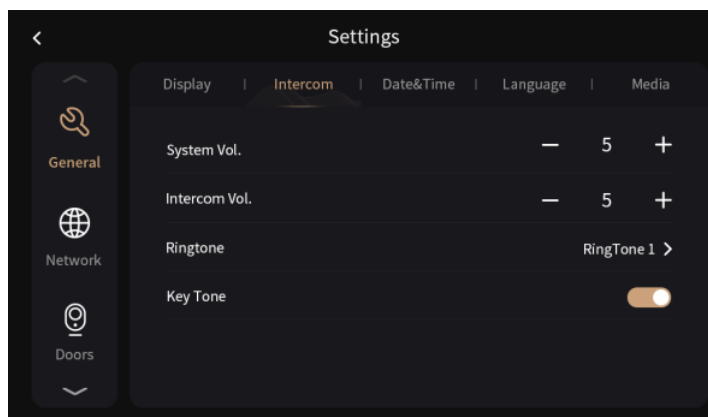 Settings
Display | Intercom | Date&Time | Language | Media
General
Network
Doors
System Vol. 5
Intercom Vol. 5
Ringtone RingTone 1
Key Tone